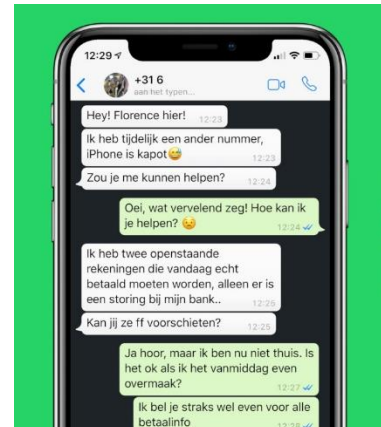 12:29
+31 6
aan het typen...
Hey! Florence hier! 12:23
Ik heb tijdelijk een ander nummer,
iPhone is kapot😅 12:23
Zou je me kunnen helpen? 12:24
Oei, wat vervelend zeg! Hoe kan ik
je helpen? 😟 12:24
Ik heb twee openstaande
rekeningen die vandaag echt
betaald moeten worden, alleen er is
een storing bij mijn bank.. 12:25
Kan jij ze ff voorschieten? 12:25
Ja hoor, maar ik ben nu niet thuis. Is
het ok als ik het vanmiddag even
overmaak? 12:27
Ik bel je straks wel even voor alle
betaalinfo 12:28